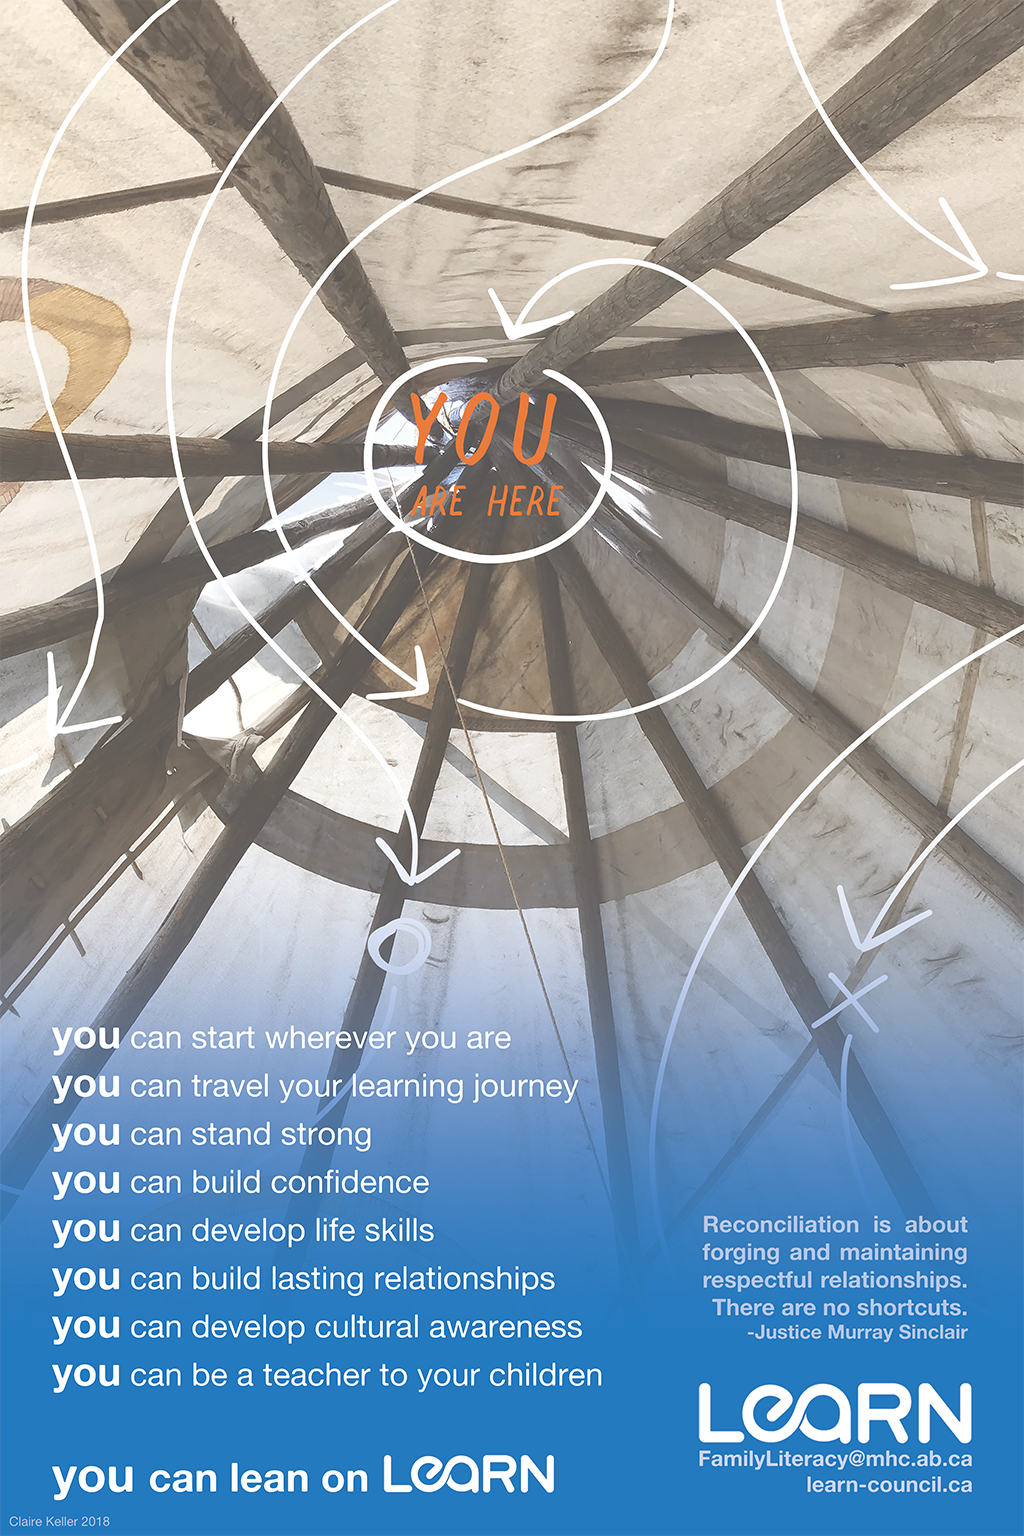 YOU
ARE HERE
you can start wherever you are
you can travel your learning journey
you can stand strong
you can build confidence
you can develop life skills
you can build lasting relationships
you can develop cultural awareness
you can be a teacher to your children
you can lean on LEARN
Reconciliation is about
forging and maintaining
respectful relationships.
There are no shortcuts.
-Justice Murray Sinclair
LEARN
FamilyLiteracy@mhc.ab.ca
learn-council.ca
Claire Keller 2018